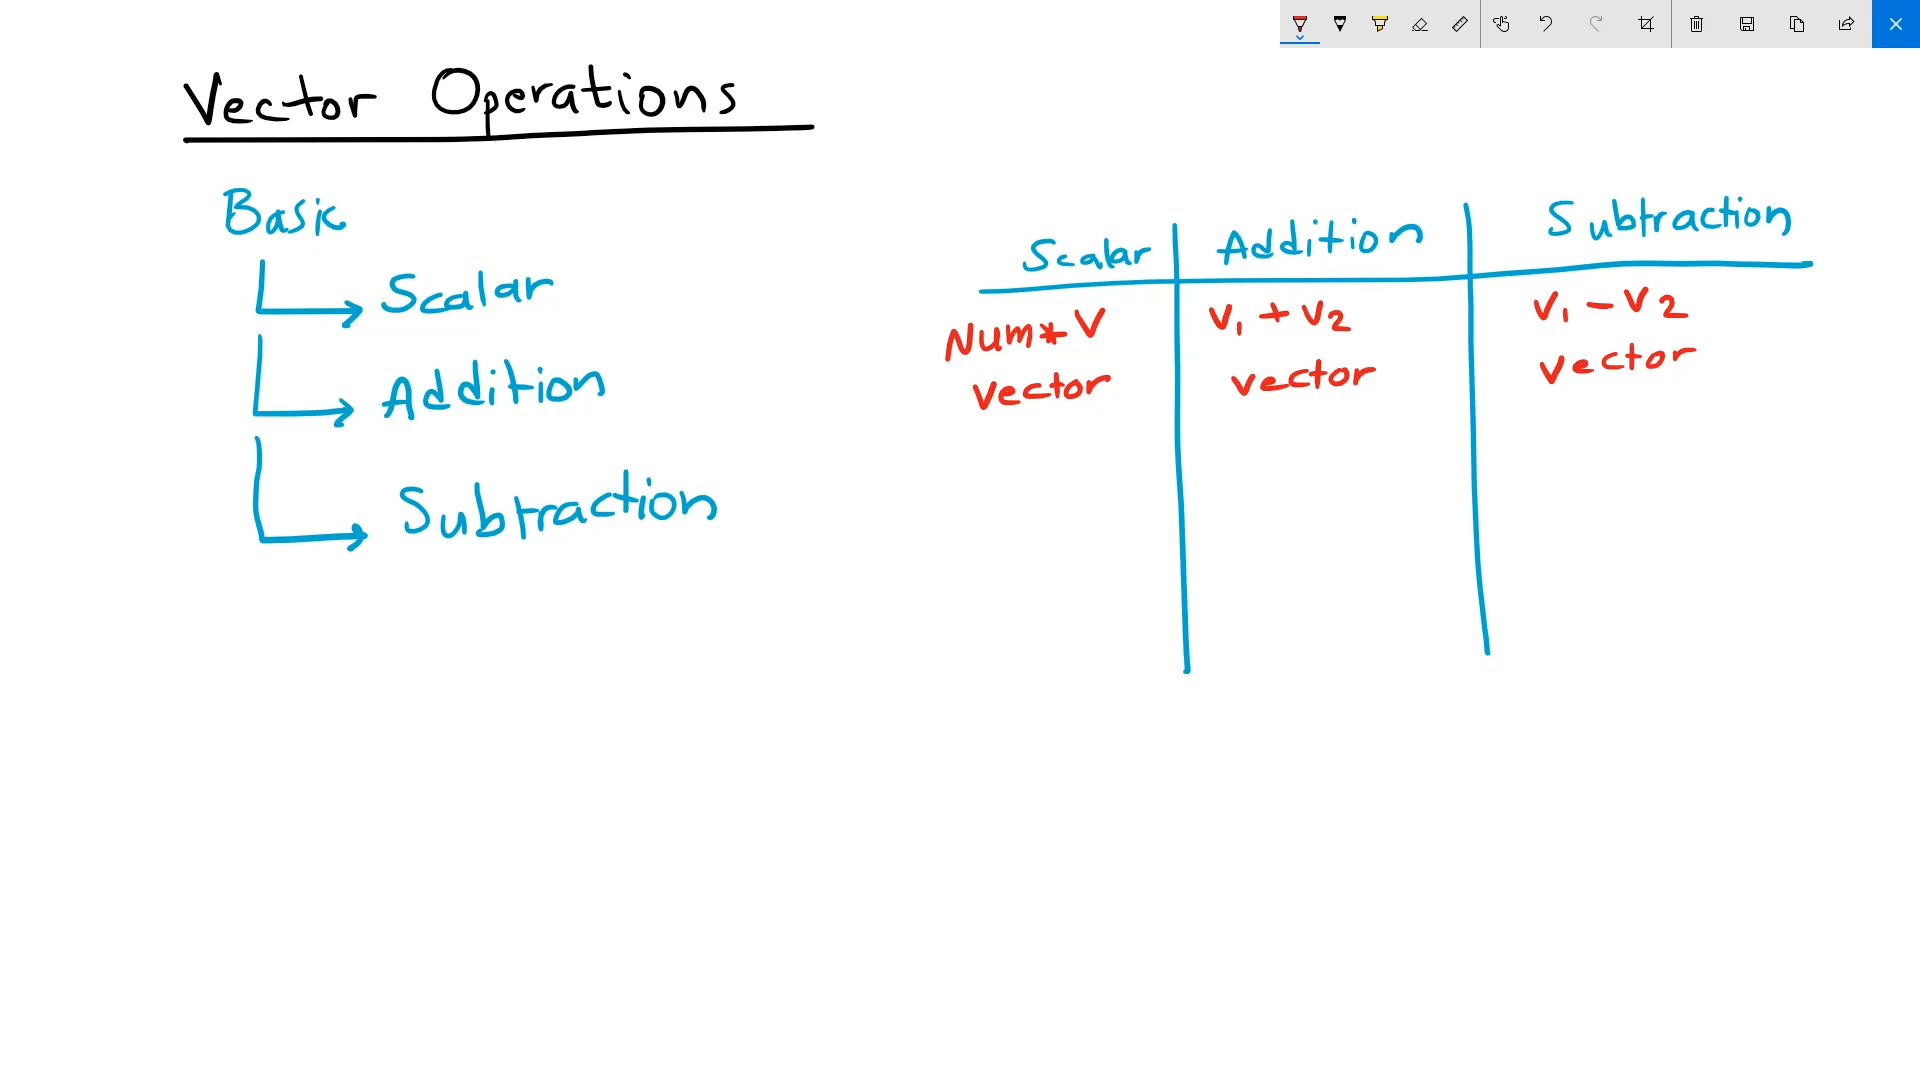 Vector Operations
Basic
Scalar
Addition
Subtraction
Scalar Addition Subtraction
Num * V V₁ + V₂ V₁ - V₂
vector vector vector